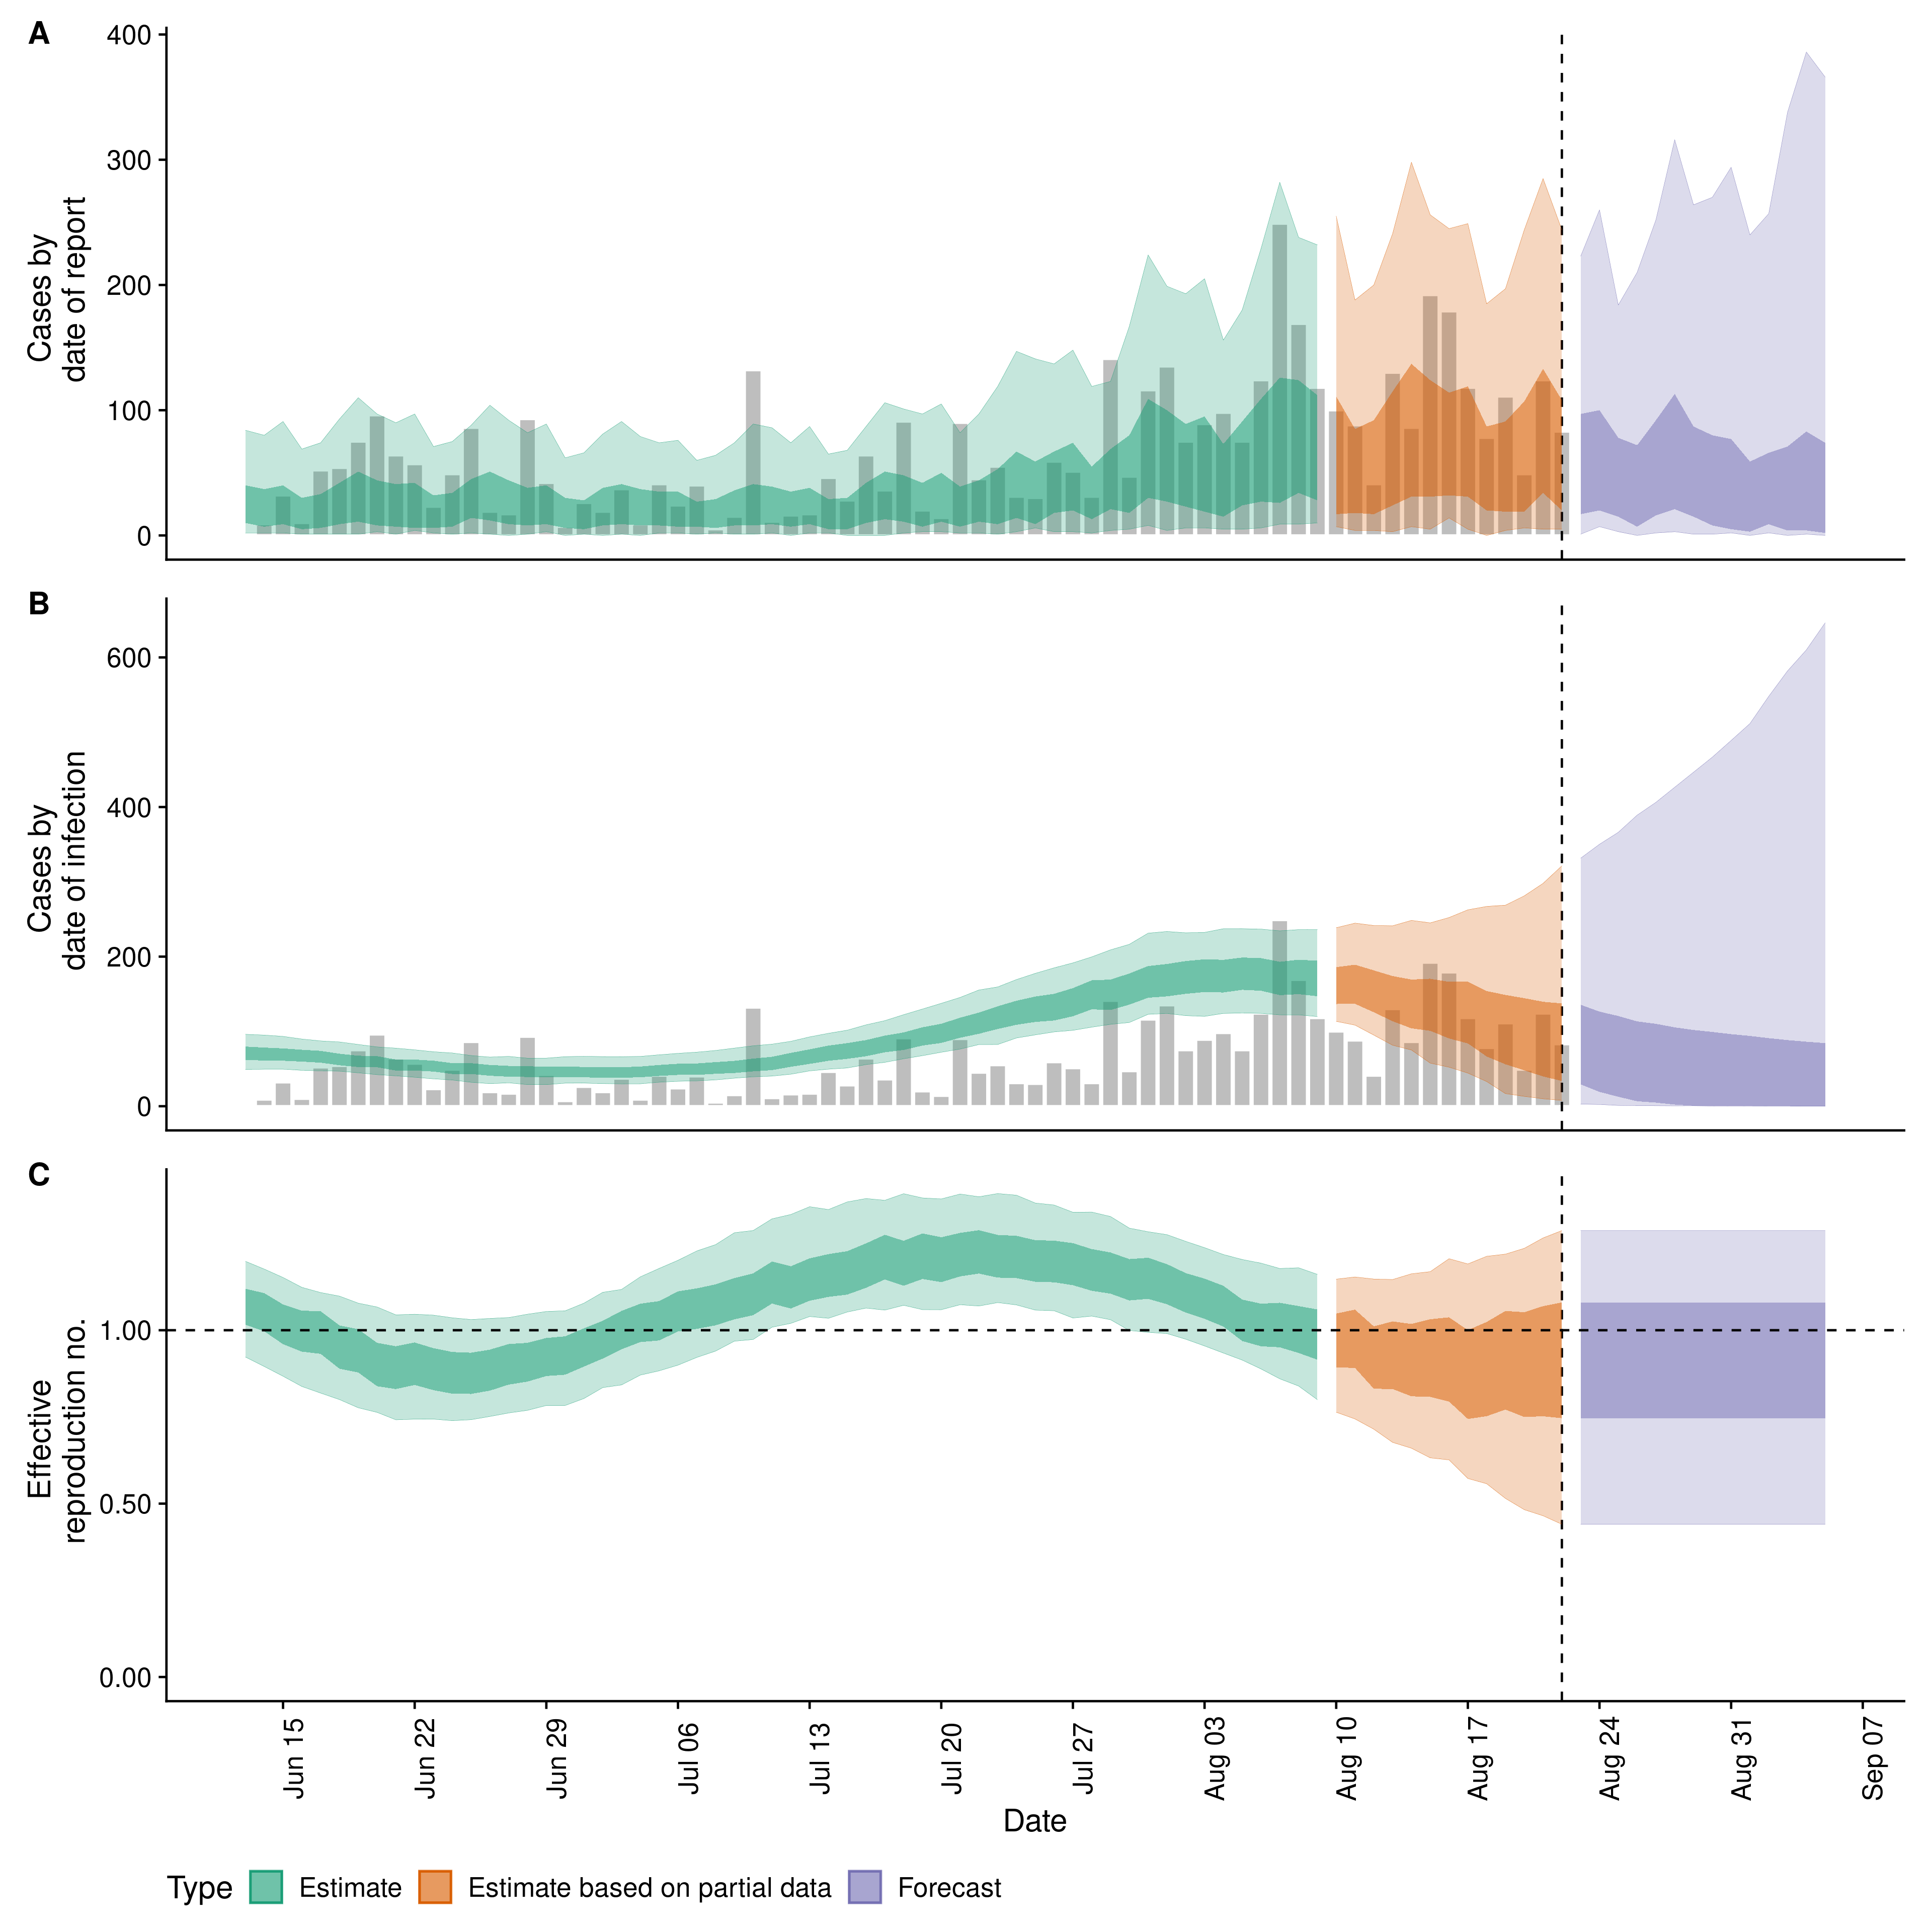 A
Cases by
date of report
400
300
200
100
0
B
Cases by
date of infection
600
400
200
0
C
Effective
reproduction no.
1.00
0.50
0.00
Jun 15
Jun 22
Jun 29
Jul 06
Jul 13
Jul 20
Jul 27
Aug 03
Aug 10
Aug 17
Aug 24
Aug 31
Sep 07
Date
Type Estimate Estimate based on partial data Forecast